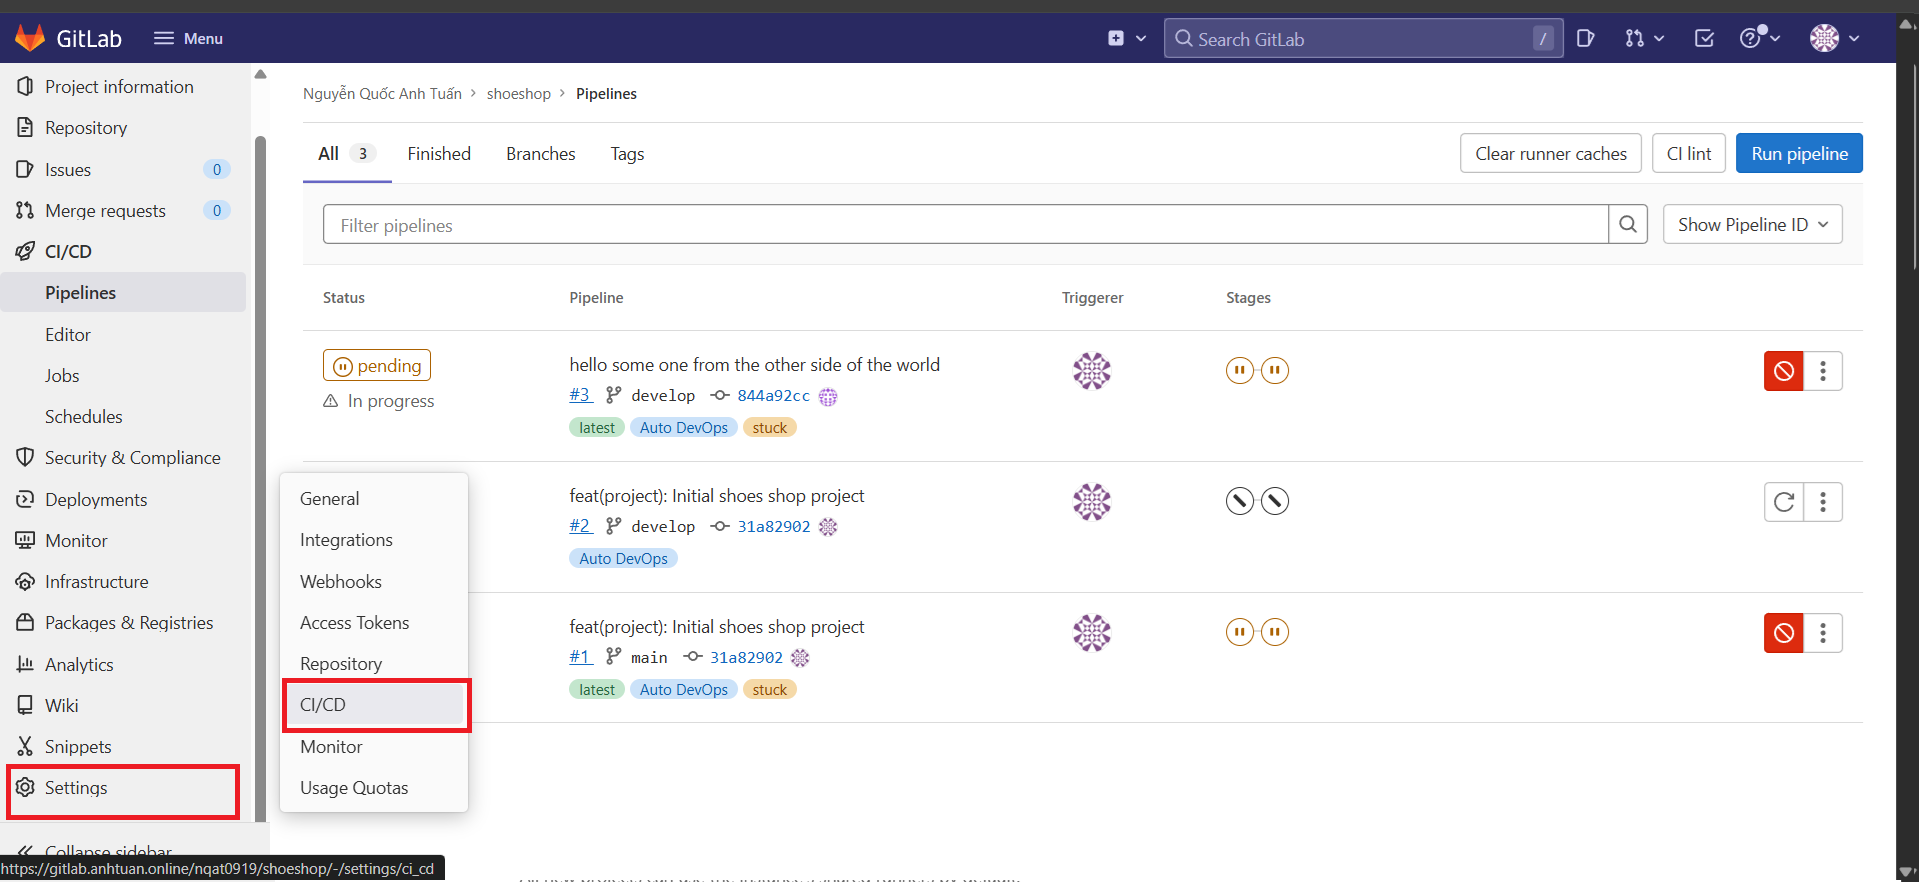 GitLab
Menu
Search GitLab
/
Project information
Repository
Issues
0
Merge requests
0
CI/CD
Pipelines
Editor
Jobs
Schedules
Security & Compliance
Deployments
Monitor
Infrastructure
Packages & Registries
Analytics
Wiki
Snippets
Settings
Collapse sidebar
https://gitlab.anhtuan.online/nqat0919/shoeshop/-/settings/ci_cd
General
Integrations
Webhooks
Access Tokens
Repository
CI/CD
Monitor
Usage Quotas
Nguyễn Quốc Anh Tuấn › shoeshop › Pipelines
All 3 Finished Branches Tags
Clear runner caches
CI lint
Run pipeline
Filter pipelines
Show Pipeline ID
Status Pipeline Triggerer Stages
pending
In progress
hello some one from the other side of the world
#3 develop 844a92cc
latest Auto DevOps stuck
feat(project): Initial shoes shop project
#2 develop 31a82902
Auto DevOps
feat(project): Initial shoes shop project
#1 main 31a82902
latest Auto DevOps stuck